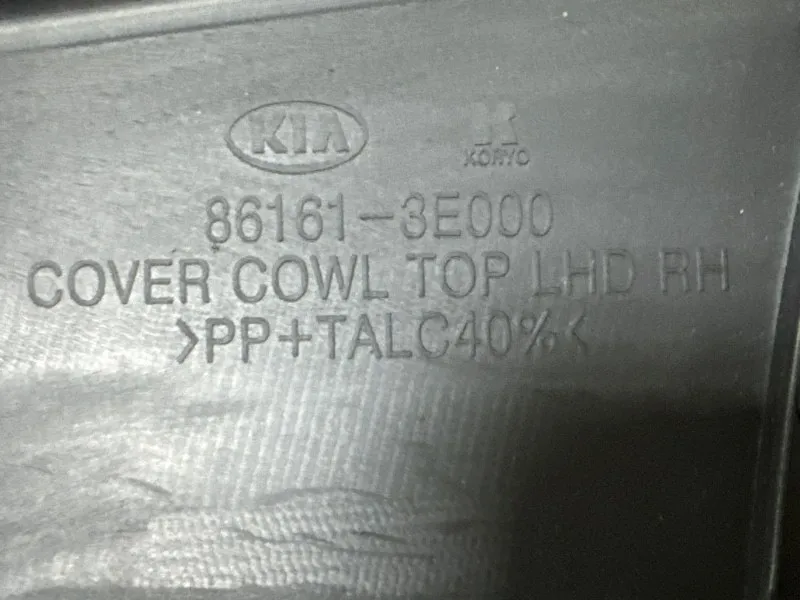 KIA KORYO
86161-3E000
COVER COWL TOP LHD RH
>PP+TALC40%<